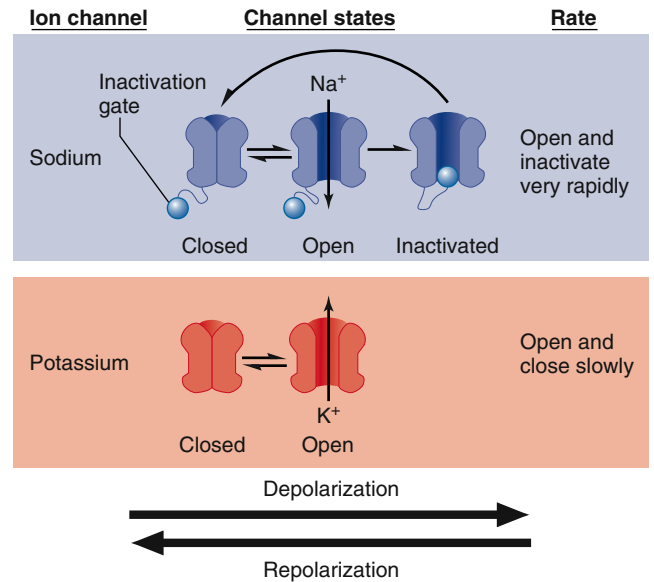 Ion channel
Channel states
Rate
Inactivation
gate
Na+
Sodium
Open and
inactivate
very rapidly
Closed
Open
Inactivated
Potassium
Open and
close slowly
K+
Closed
Open
Depolarization
Repolarization